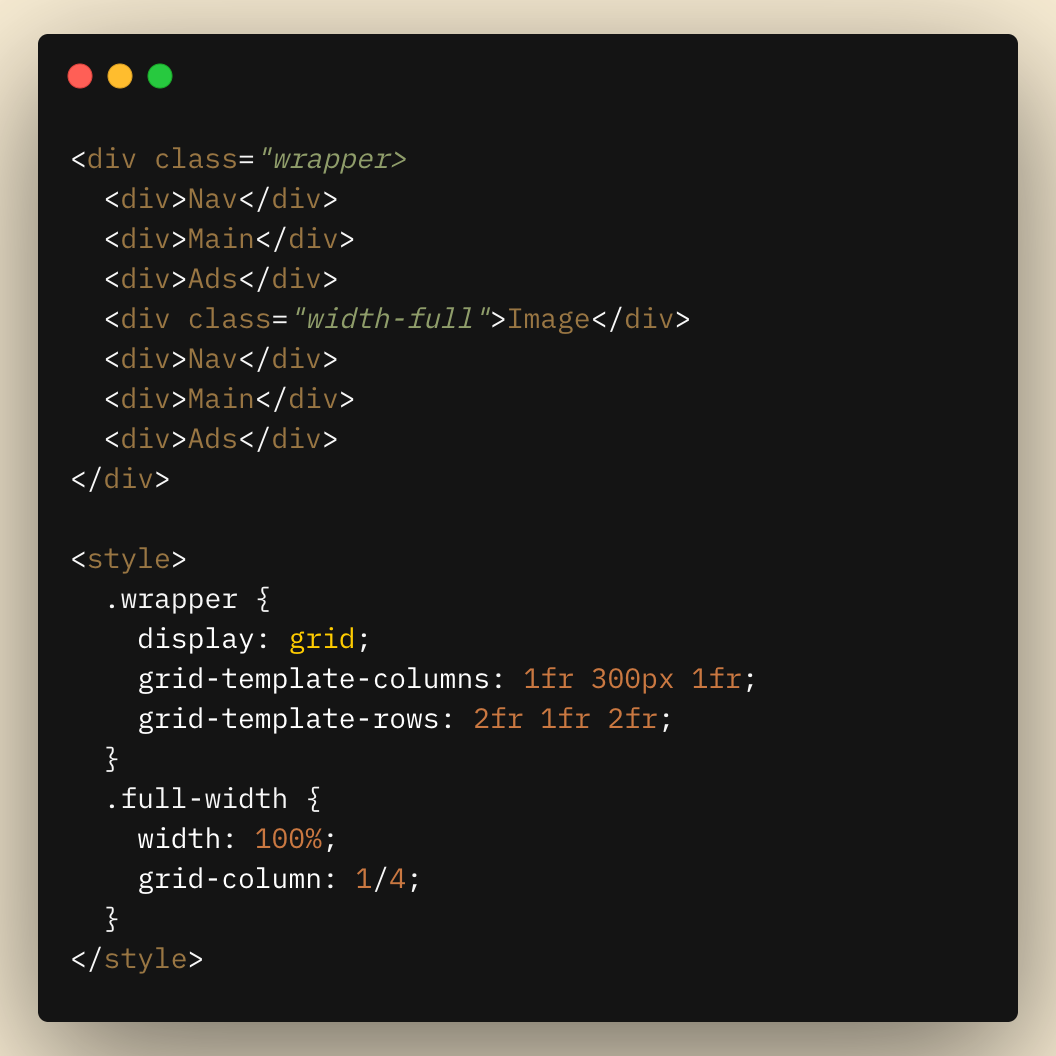 <div class="wrapper>
  <div>Nav</div>
  <div>Main</div>
  <div>Ads</div>
  <div class="width-full">Image</div>
  <div>Nav</div>
  <div>Main</div>
  <div>Ads</div>
</div>

<style>
  .wrapper {
    display: grid;
    grid-template-columns: 1fr 300px 1fr;
    grid-template-rows: 2fr 1fr 2fr;
  }
  .full-width {
    width: 100%;
    grid-column: 1/4;
  }
</style>